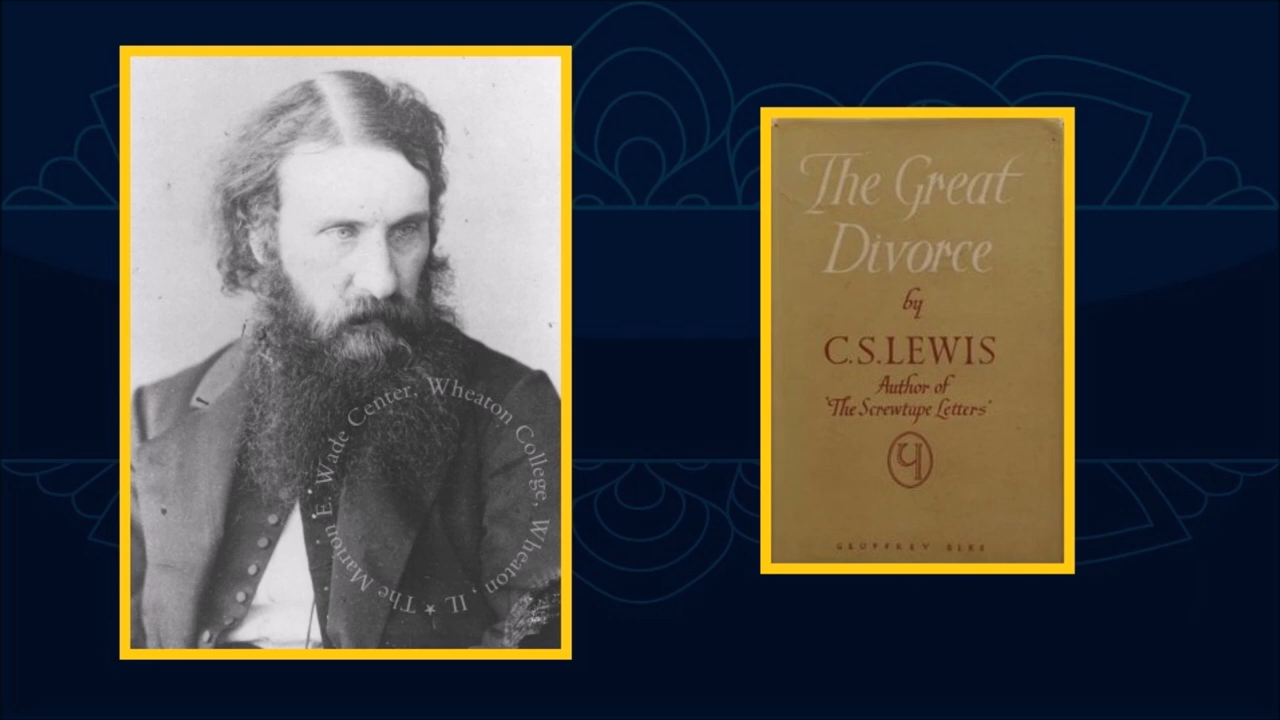 The Marion E. Wade Center, Wheaton College, Wheaton, IL ★
The Great
Divorce
by
C.S.LEWIS
Author of
'The Screwtape Letters'
GEOFFREY BLES